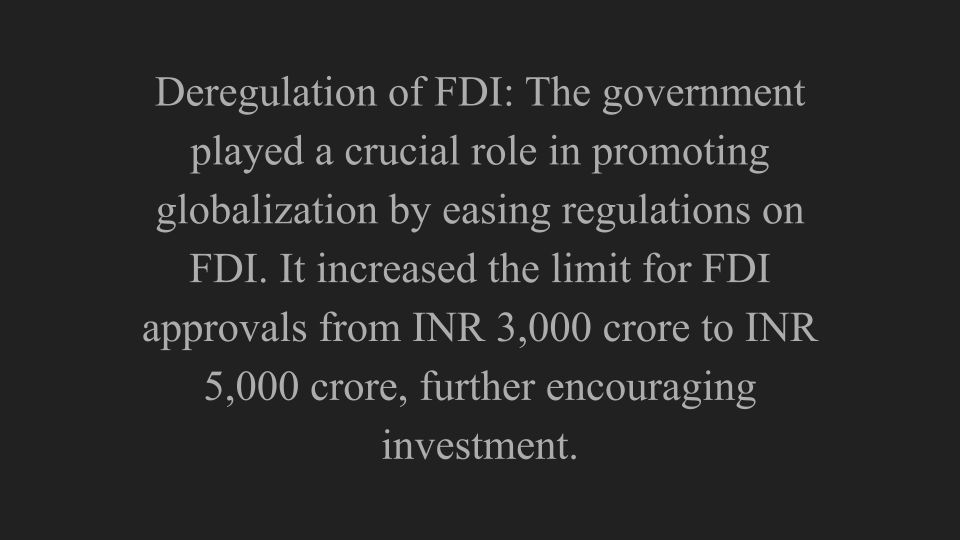 Deregulation of FDI: The government
played a crucial role in promoting
globalization by easing regulations on
FDI. It increased the limit for FDI
approvals from INR 3,000 crore to INR
5,000 crore, further encouraging
investment.